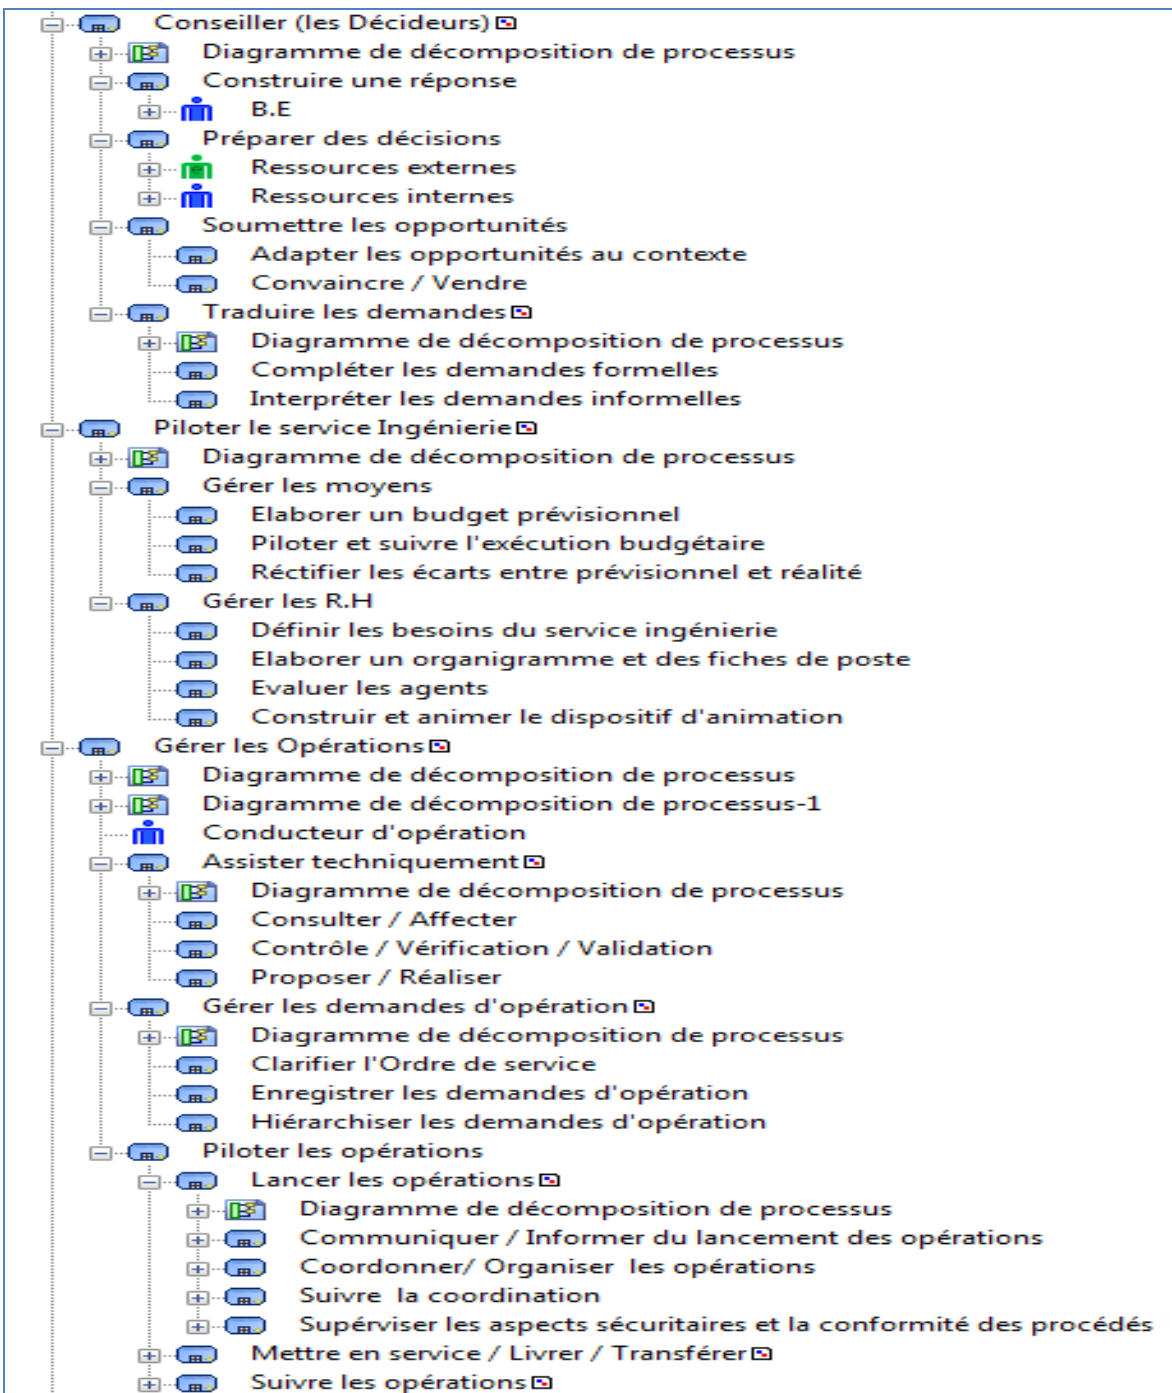 Conseiller (les Décideurs)
Diagramme de décomposition de processus
Construire une réponse
B.E
Préparer des décisions
Ressources externes
Ressources internes
Soumettre les opportunités
Adapter les opportunités au contexte
Convaincre / Vendre
Traduire les demandes
Diagramme de décomposition de processus
Compléter les demandes formelles
Interpréter les demandes informelles
Piloter le service Ingénierie
Diagramme de décomposition de processus
Gérer les moyens
Elaborer un budget prévisionnel
Piloter et suivre l'exécution budgétaire
Réctifier les écarts entre prévisionnel et réalité
Gérer les R.H
Définir les besoins du service ingénierie
Elaborer un organigramme et des fiches de poste
Evaluer les agents
Construir et animer le dispositif d'animation
Gérer les Opérations
Diagramme de décomposition de processus
Diagramme de décomposition de processus-1
Conducteur d'opération
Assister techniquement
Diagramme de décomposition de processus
Consulter / Affecter
Contrôle / Vérification / Validation
Proposer / Réaliser
Gérer les demandes d'opération
Diagramme de décomposition de processus
Clarifier l'Ordre de service
Enregistrer les demandes d'opération
Hiérarchiser les demandes d'opération
Piloter les opérations
Lancer les opérations
Diagramme de décomposition de processus
Communiquer / Informer du lancement des opérations
Coordonner/ Organiser  les opérations
Suivre  la coordination
Supérviser les aspects sécuritaires et la conformité des procédés
Mettre en service / Livrer / Transférer
Suivre les opérations